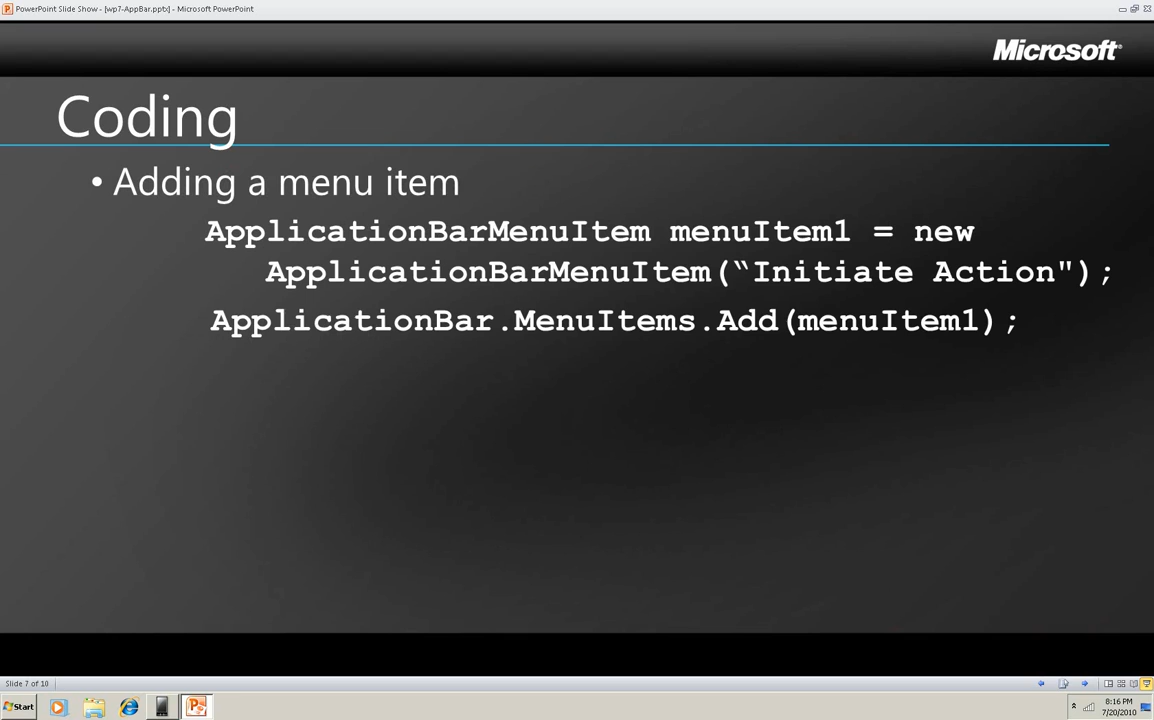 PowerPoint Slide Show - [wp7-AppBar.pptx] - Microsoft PowerPoint
Microsoft®
Coding
• Adding a menu item
ApplicationBarMenuItem menuItem1 = new
ApplicationBarMenuItem(“Initiate Action");
ApplicationBar.MenuItems.Add(menuItem1);
Slide 7 of 10
Start
8:16 PM
7/20/2010